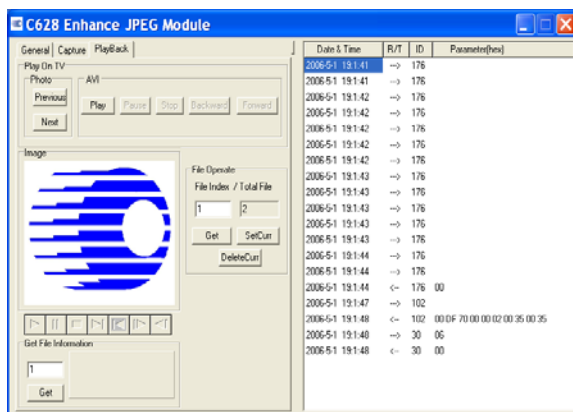 C628 Enhance JPEG Module
General Capture PlayBack
Play On TV
Photo
Previous
Next
AVI
Play Pause Stop Backward Forward
Image
File Operate
File Index / Total File
1 2
Get SetCurr
DeleteCurr
Get File Information
1
Get
Date & Time R/T ID Parameter(hex)
2006-5-1 19:1:41 --> 176
2006-5-1 19:1:41 --> 176
2006-5-1 19:1:42 --> 176
2006-5-1 19:1:42 --> 176
2006-5-1 19:1:42 --> 176
2006-5-1 19:1:42 --> 176
2006-5-1 19:1:42 --> 176
2006-5-1 19:1:43 --> 176
2006-5-1 19:1:43 --> 176
2006-5-1 19:1:43 --> 176
2006-5-1 19:1:43 --> 176
2006-5-1 19:1:43 --> 176
2006-5-1 19:1:44 --> 176
2006-5-1 19:1:44 --> 176
2006-5-1 19:1:44 <-- 176 00
2006-5-1 19:1:47 --> 102
2006-5-1 19:1:48 <-- 102 00 DF 70 00 00 02 00 35 00 35
2006-5-1 19:1:48 --> 30 06
2006-5-1 19:1:48 <-- 30 00